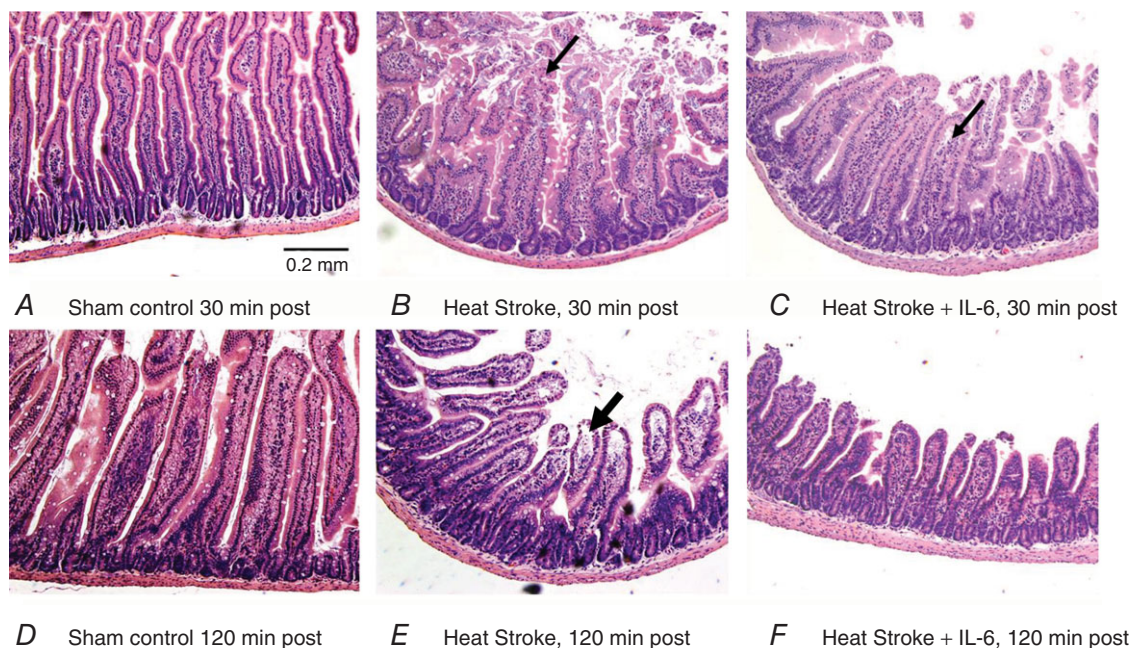 0.2 mm
A Sham control 30 min post
B Heat Stroke, 30 min post
C Heat Stroke + IL-6, 30 min post
D Sham control 120 min post
E Heat Stroke, 120 min post
F Heat Stroke + IL-6, 120 min post